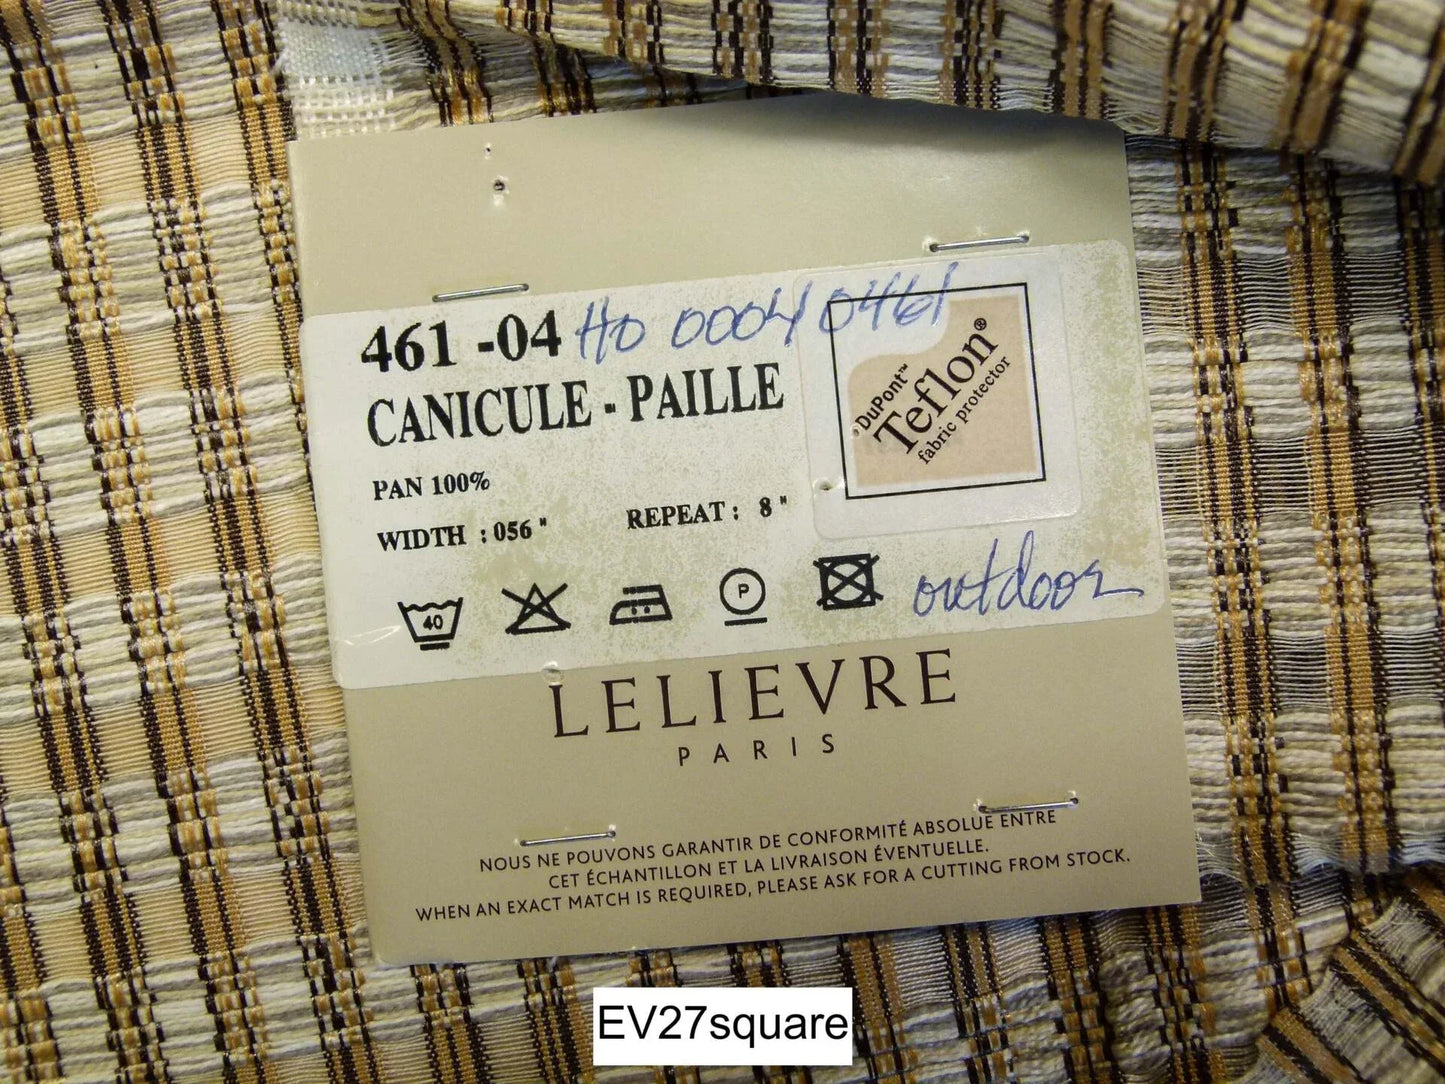 461 -04 HO 0004 0461
CANICULE - PAILLE
PAN 100%
WIDTH : 056 "
REPEAT : 8 "
DuPont™
Teflon®
fabric protector
40
P
outdoor
LELIEVRE
PARIS
NOUS NE POUVONS GARANTIR DE CONFORMITÉ ABSOLUE ENTRE
CET ÉCHANTILLON ET LA LIVRAISON ÉVENTUELLE.
WHEN AN EXACT MATCH IS REQUIRED, PLEASE ASK FOR A CUTTING FROM STOCK.
EV27square